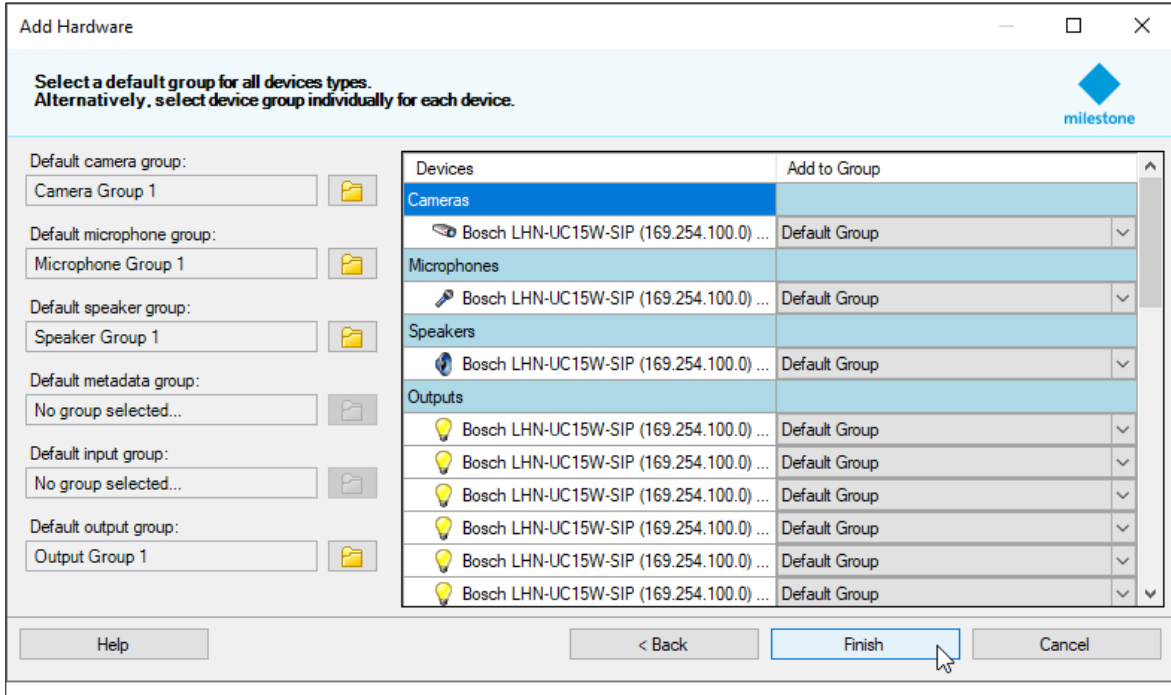 Add Hardware
Select a default group for all devices types.
Alternatively, select device group individually for each device.
milestone
Default camera group:
Camera Group 1
Default microphone group:
Microphone Group 1
Default speaker group:
Speaker Group 1
Default metadata group:
No group selected...
Default input group:
No group selected...
Default output group:
Output Group 1
Devices Add to Group
Cameras
Bosch LHN-UC15W-SIP (169.254.100.0) ... Default Group
Microphones
Bosch LHN-UC15W-SIP (169.254.100.0) ... Default Group
Speakers
Bosch LHN-UC15W-SIP (169.254.100.0) ... Default Group
Outputs
Bosch LHN-UC15W-SIP (169.254.100.0) ... Default Group
Bosch LHN-UC15W-SIP (169.254.100.0) ... Default Group
Bosch LHN-UC15W-SIP (169.254.100.0) ... Default Group
Bosch LHN-UC15W-SIP (169.254.100.0) ... Default Group
Bosch LHN-UC15W-SIP (169.254.100.0) ... Default Group
Bosch LHN-UC15W-SIP (169.254.100.0) ... Default Group
Help < Back Finish Cancel